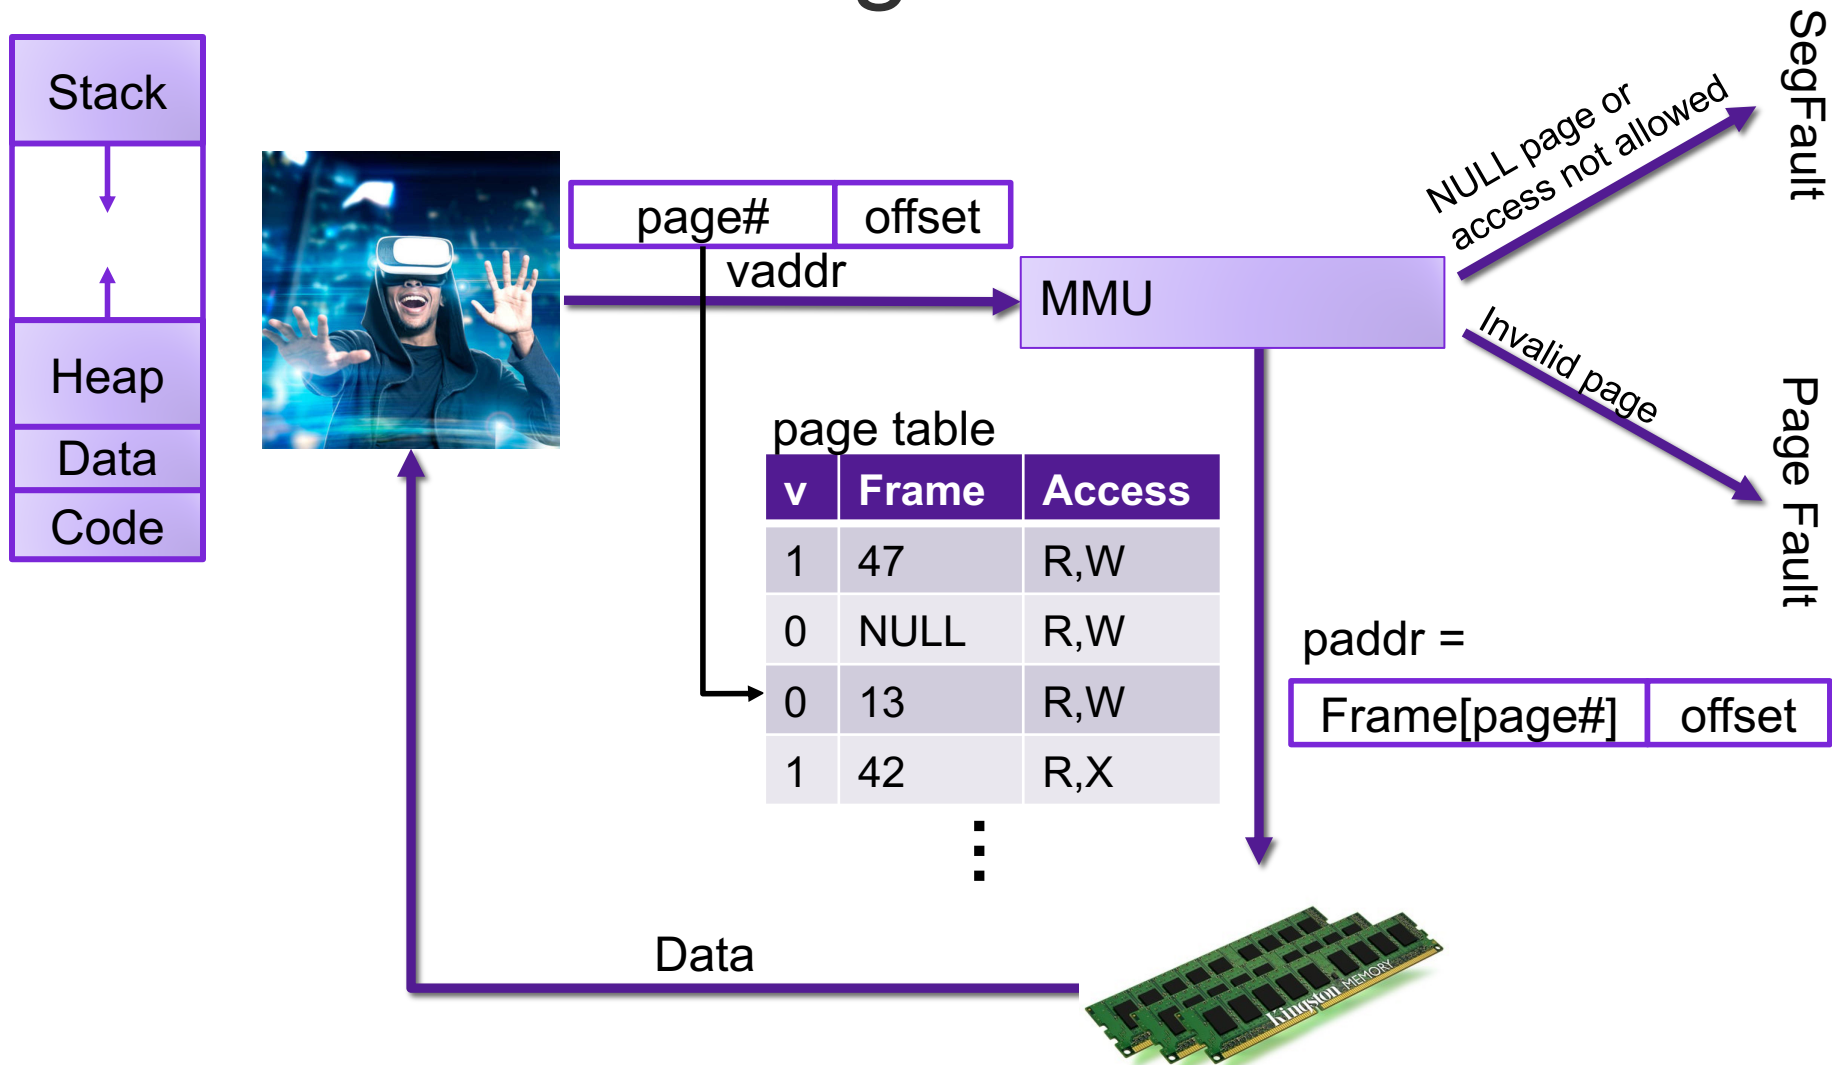 Stack
Heap
Data
Code
page# offset
vaddr
MMU
NULL page or
access not allowed
SegFault
Invalid page
Page Fault
page table
v Frame Access
1 47 R,W
0 NULL R,W
0 13 R,W
1 42 R,X
paddr =
Frame[page#] offset
Data
Kingston MEMORY